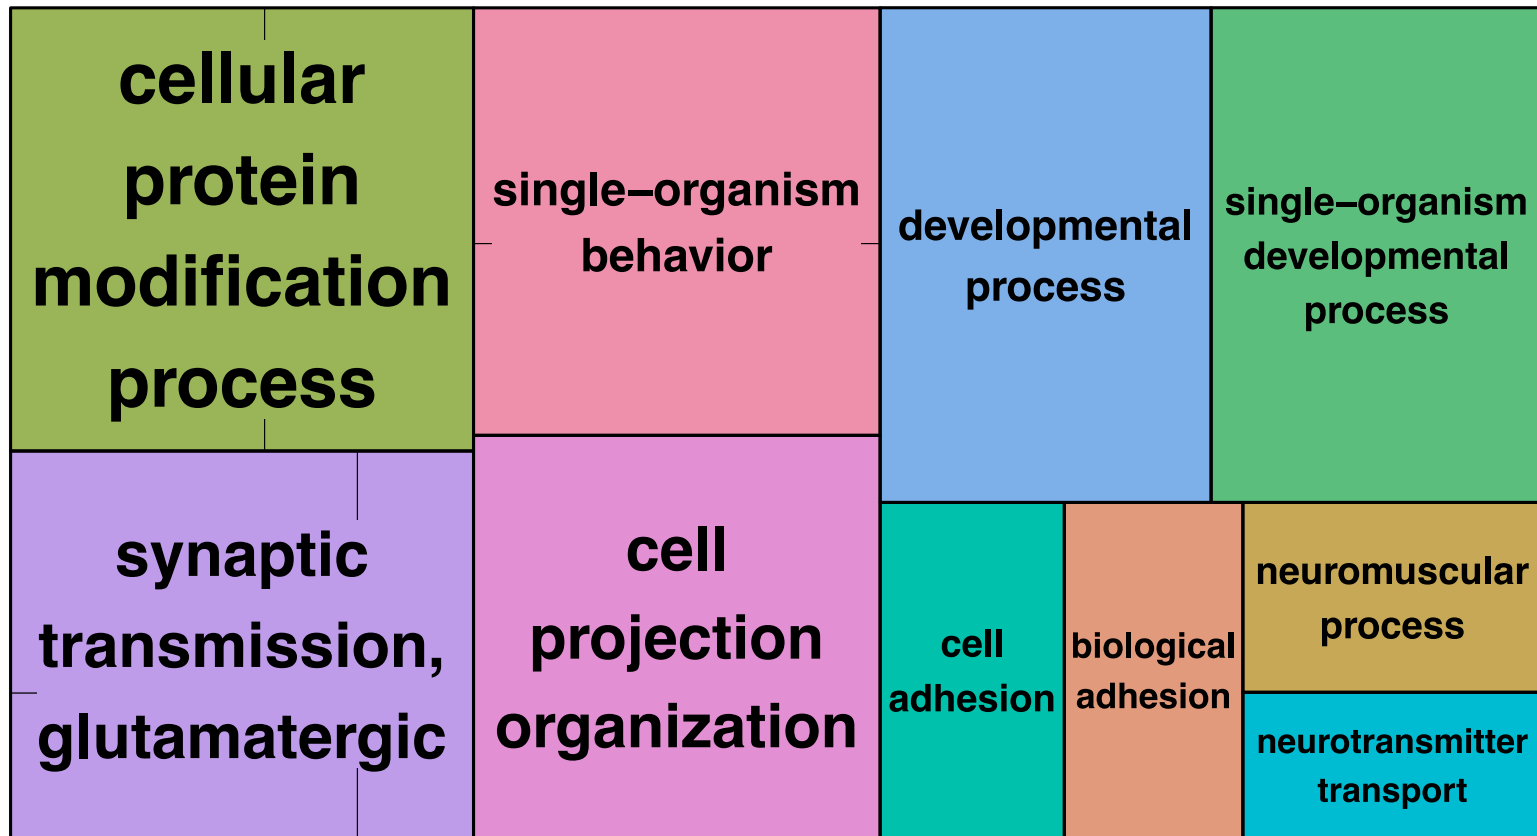 cellular
protein
modification
process
synaptic
transmission,
glutamatergic
single−organism
behavior
cell
projection
organization
developmental
process
single−organism
developmental
process
cell
adhesion
biological
adhesion
neuromuscular
process
neurotransmitter
transport